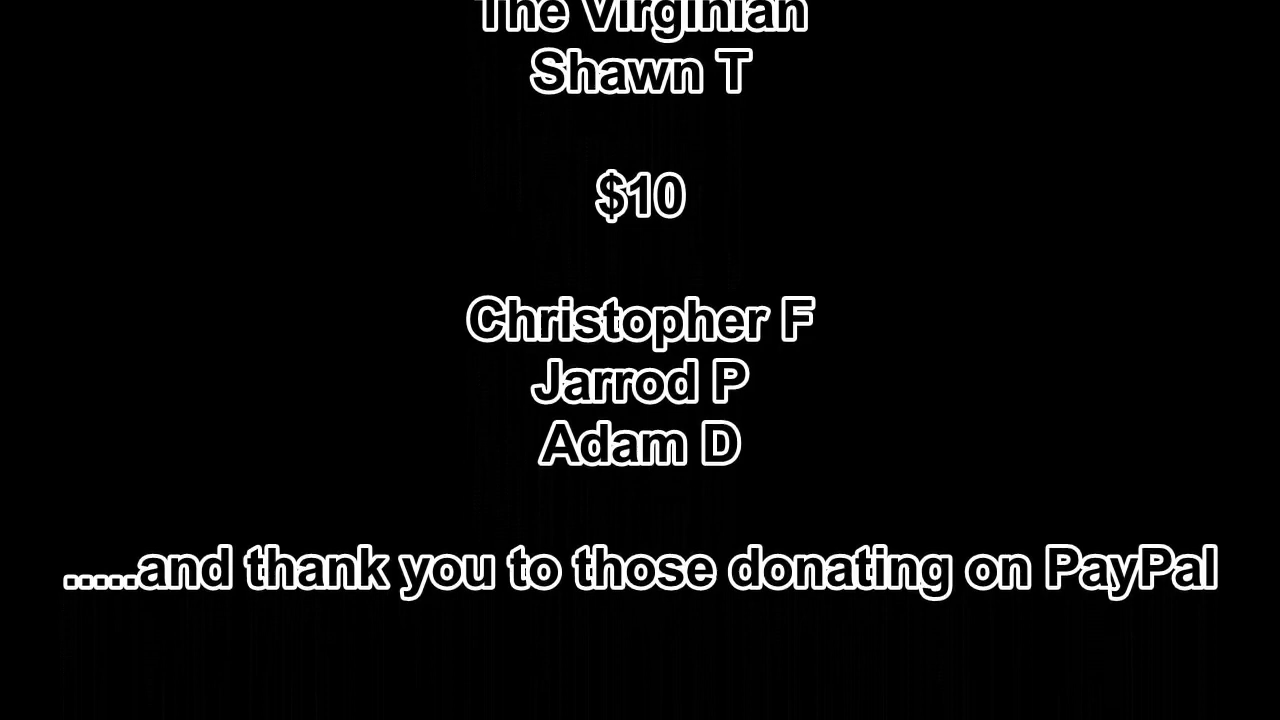 The Virginian
Shawn T
$10
Christopher F
Jarrod P
Adam D
.....and thank you to those donating on PayPal